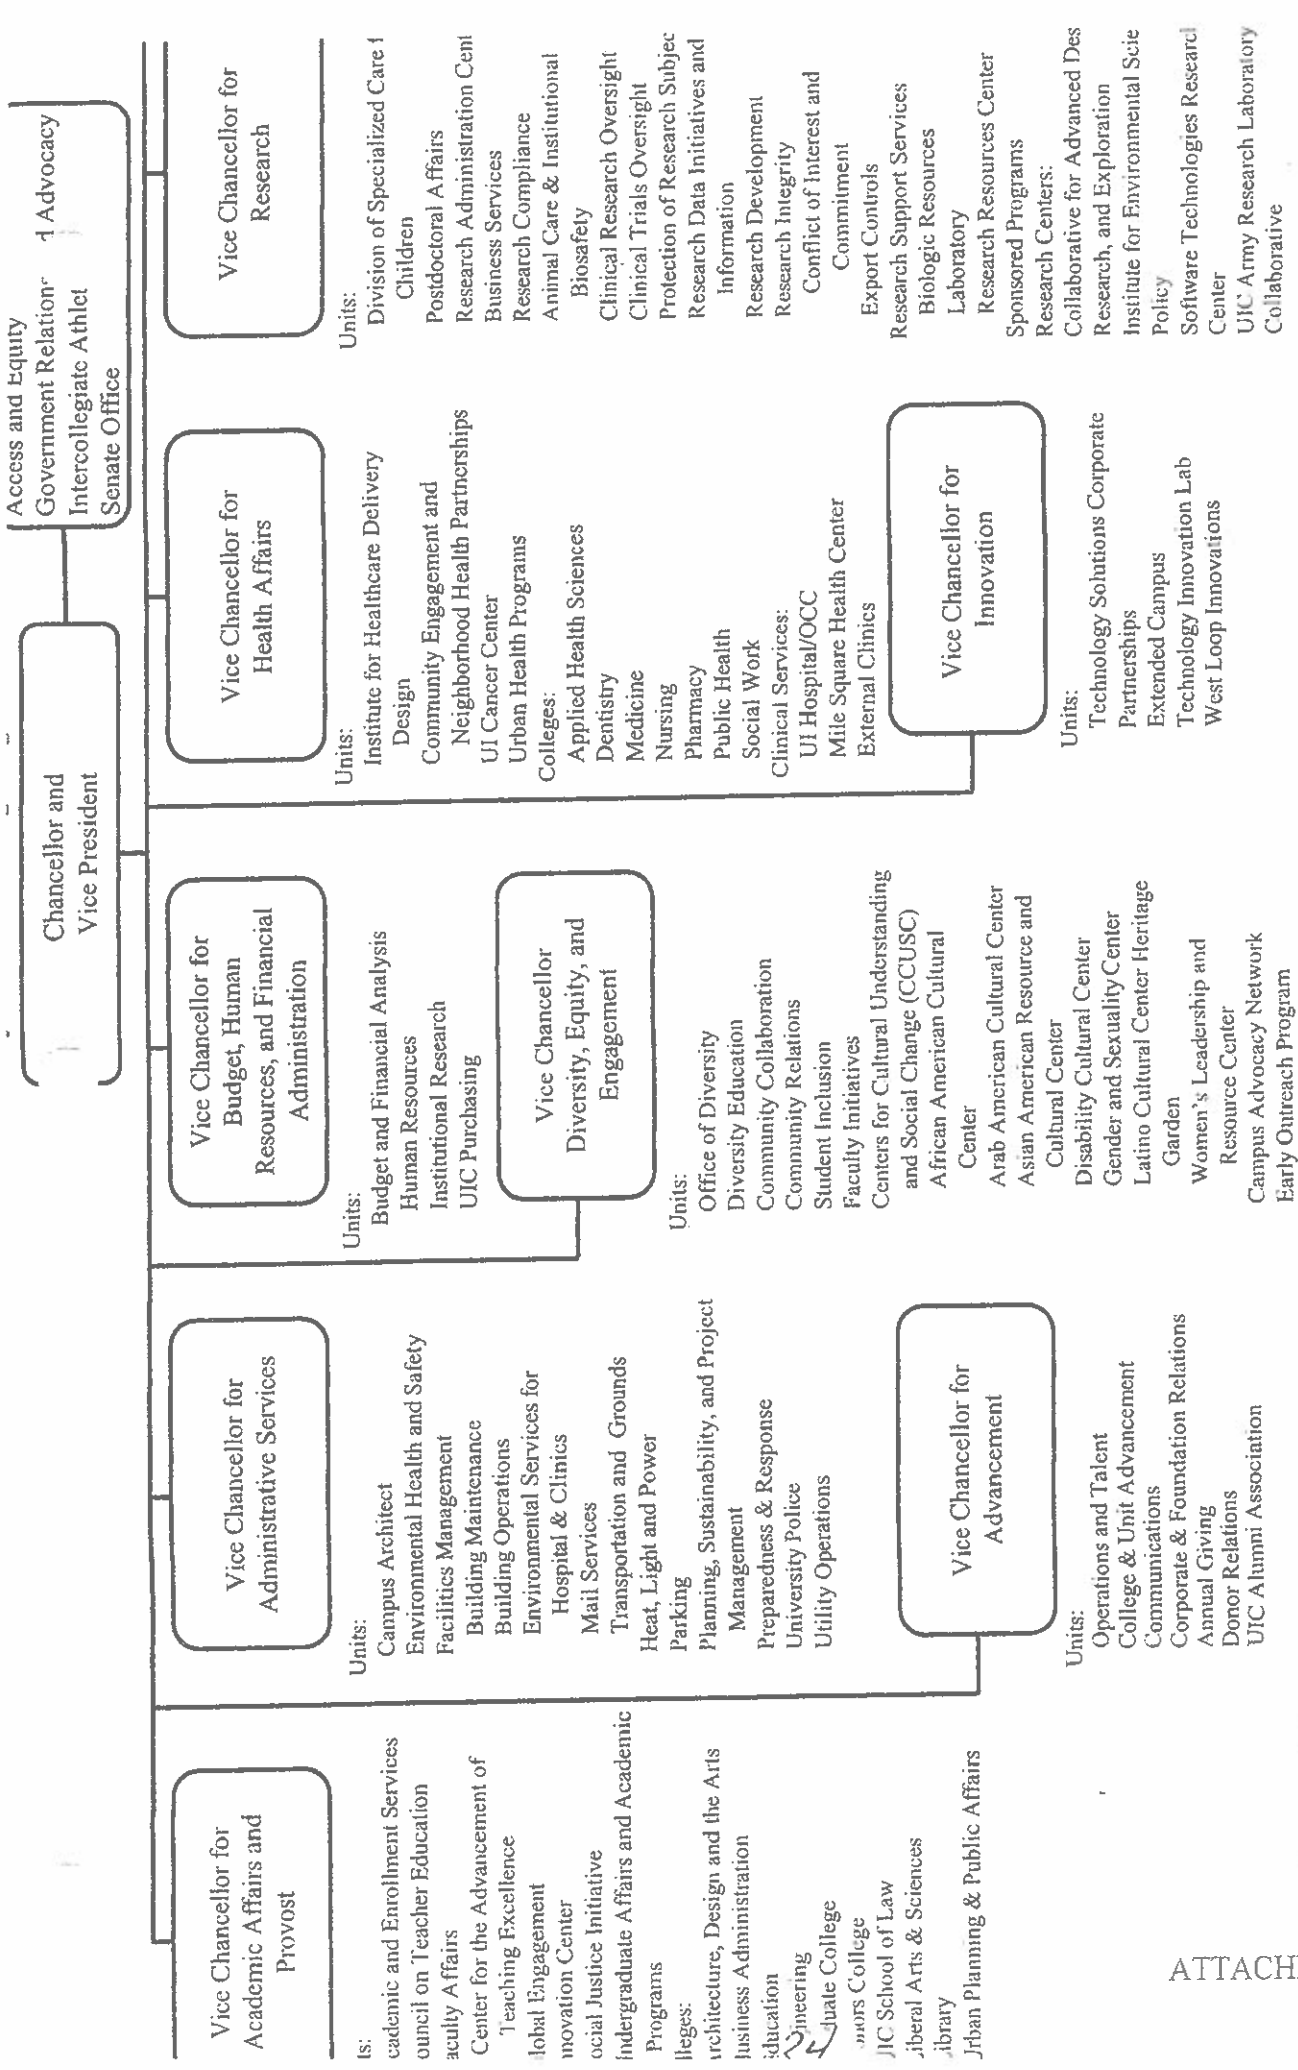 Access and Equity
Government Relation Advocacy
Intercollegiate Athlet
Senate Office
Chancellor and
Vice President
Vice Chancellor for
Academic Affairs and
Provost
ts:
cademic and Enrollment Services
ouncil on Teacher Education
aculty Affairs
Center for the Advancement of
Teaching Excellence
lobal Engagement
nnovation Center
ocial Justice Initiative
Indergraduate Affairs and Academic
Programs
lleges:
rchitecture, Design and the Arts
Business Administration
ducation
ineering
duate College
nors College
JIC School of Law
iberal Arts & Sciences
ibrary
Jrban Planning & Public Affairs
Vice Chancellor for
Administrative Services
Units:
Campus Architect
Environmental Health and Safety
Facilities Management
Building Maintenance
Building Operations
Environmental Services for
Hospital & Clinics
Mail Services
Transportation and Grounds
Heat, Light and Power
Parking
Planning, Sustainability, and Project
Management
Preparedness & Response
University Police
Utility Operations
Vice Chancellor for
Advancement
Units:
Operations and Talent
College & Unit Advancement
Communications
Corporate & Foundation Relations
Annual Giving
Donor Relations
UIC Alumni Association
Vice Chancellor for
Budget, Human
Resources, and Financial
Administration
Units:
Budget and Financial Analysis
Human Resources
Institutional Research
UIC Purchasing
Vice Chancellor
Diversity, Equity, and
Engagement
Units:
Office of Diversity
Diversity Education
Community Collaboration
Community Relations
Student Inclusion
Faculty Initiatives
Centers for Cultural Understanding
and Social Change (CCUSC)
African American Cultural
Center
Arab American Cultural Center
Asian American Resource and
Cultural Center
Disability Cultural Center
Gender and Sexuality Center
Latino Cultural Center Heritage
Garden
Women's Leadership and
Resource Center
Campus Advocacy Network
Early Outreach Program
Vice Chancellor for
Health Affairs
Units:
Institute for Healthcare Delivery
Design
Community Engagement and
Neighborhood Health Partnerships
UI Cancer Center
Urban Health Programs
Colleges:
Applied Health Sciences
Dentistry
Medicine
Nursing
Pharmacy
Public Health
Social Work
Clinical Services:
UI Hospital/OCC
Mile Square Health Center
External Clinics
Vice Chancellor for
Innovation
Units:
Technology Solutions Corporate
Partnerships
Extended Campus
Technology Innovation Lab
West Loop Innovations
Vice Chancellor for
Research
Units:
Division of Specialized Care f
Children
Postdoctoral Affairs
Research Administration Cent
Business Services
Research Compliance
Animal Care & Institutional
Biosafety
Clinical Research Oversight
Clinical Trials Oversight
Protection of Research Subjec
Research Data Initiatives and
Information
Research Development
Research Integrity
Conflict of Interest and
Commitment
Export Controls
Research Support Services
Biologic Resources
Laboratory
Research Resources Center
Sponsored Programs
Research Centers:
Collaborative for Advanced Des
Research, and Exploration
Institute for Environmental Scie
Policy
Software Technologies Research
Center
UIC Army Research Laboratory
Collaborative
24
ATTACH